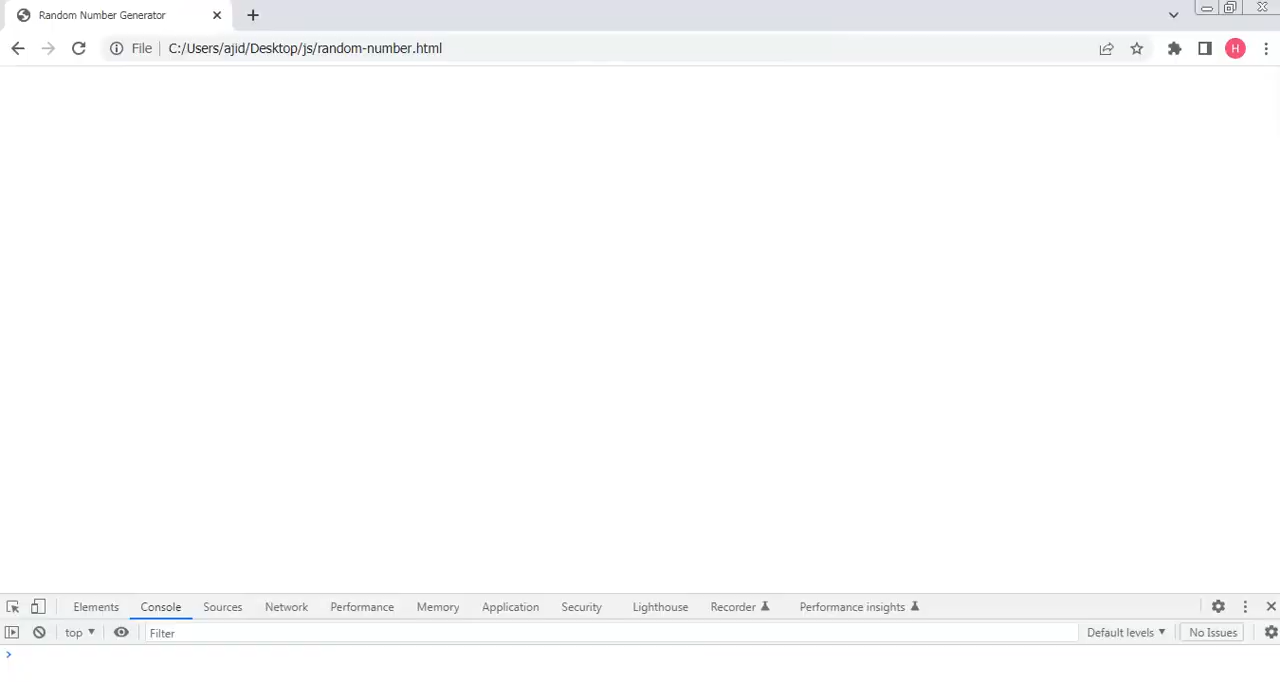 Random Number Generator
File C:/Users/ajid/Desktop/js/random-number.html
H
Elements Console Sources Network Performance Memory Application Security Lighthouse Recorder Performance insights
top Filter Default levels No Issues